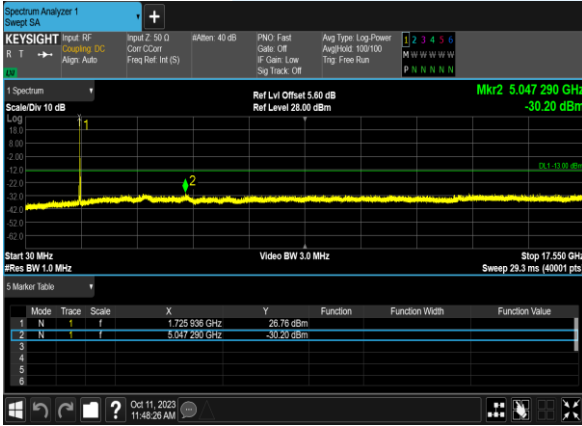 Spectrum Analyzer 1
Swept SA
KEYSIGHT Input: RF Input Z: 50 Ω #Atten: 40 dB PNO: Fast Avg Type: Log-Power 1 2 3 4 5 6
R T Coupling: DC Corr CCorr Gate: Off Avg|Hold: 100/100 M W W W W W
Align: Auto Freq Ref: Int (S) IF Gain: Low Trig: Free Run
Sig Track: Off P N N N N N
1 Spectrum
Ref Lvl Offset 5.60 dB Mkr2 5.047 290 GHz
Scale/Div 10 dB Ref Level 28.00 dBm -30.20 dBm
Log
18.0 1
8.00
-2.00
-12.0 DL1 -13.00 dBm
-22.0 2
-32.0
-42.0
-52.0
-62.0
Start 30 MHz Video BW 3.0 MHz Stop 17.550 GHz
#Res BW 1.0 MHz Sweep 29.3 ms (40001 pts
5 Marker Table
Mode Trace Scale X Y Function Function Width Function Value
1 N 1 f 1.725 936 GHz 26.76 dBm
2 N 1 f 5.047 290 GHz -30.20 dBm
3
4
5
6
? Oct 11, 2023
11:48:26 AM